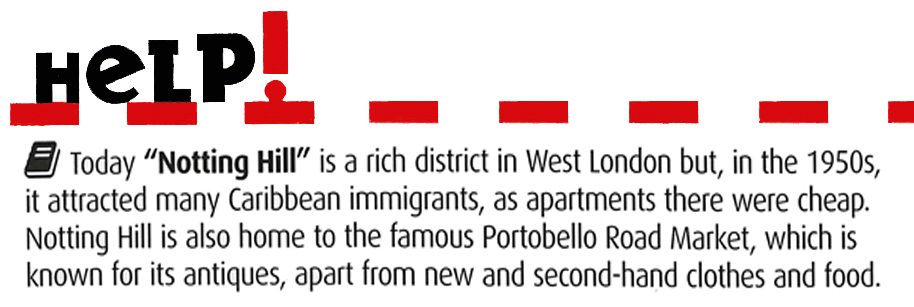 HeLP!
Today “Notting Hill” is a rich district in West London but, in the 1950s,
it attracted many Caribbean immigrants, as apartments there were cheap.
Notting Hill is also home to the famous Portobello Road Market, which is
known for its antiques, apart from new and second-hand clothes and food.